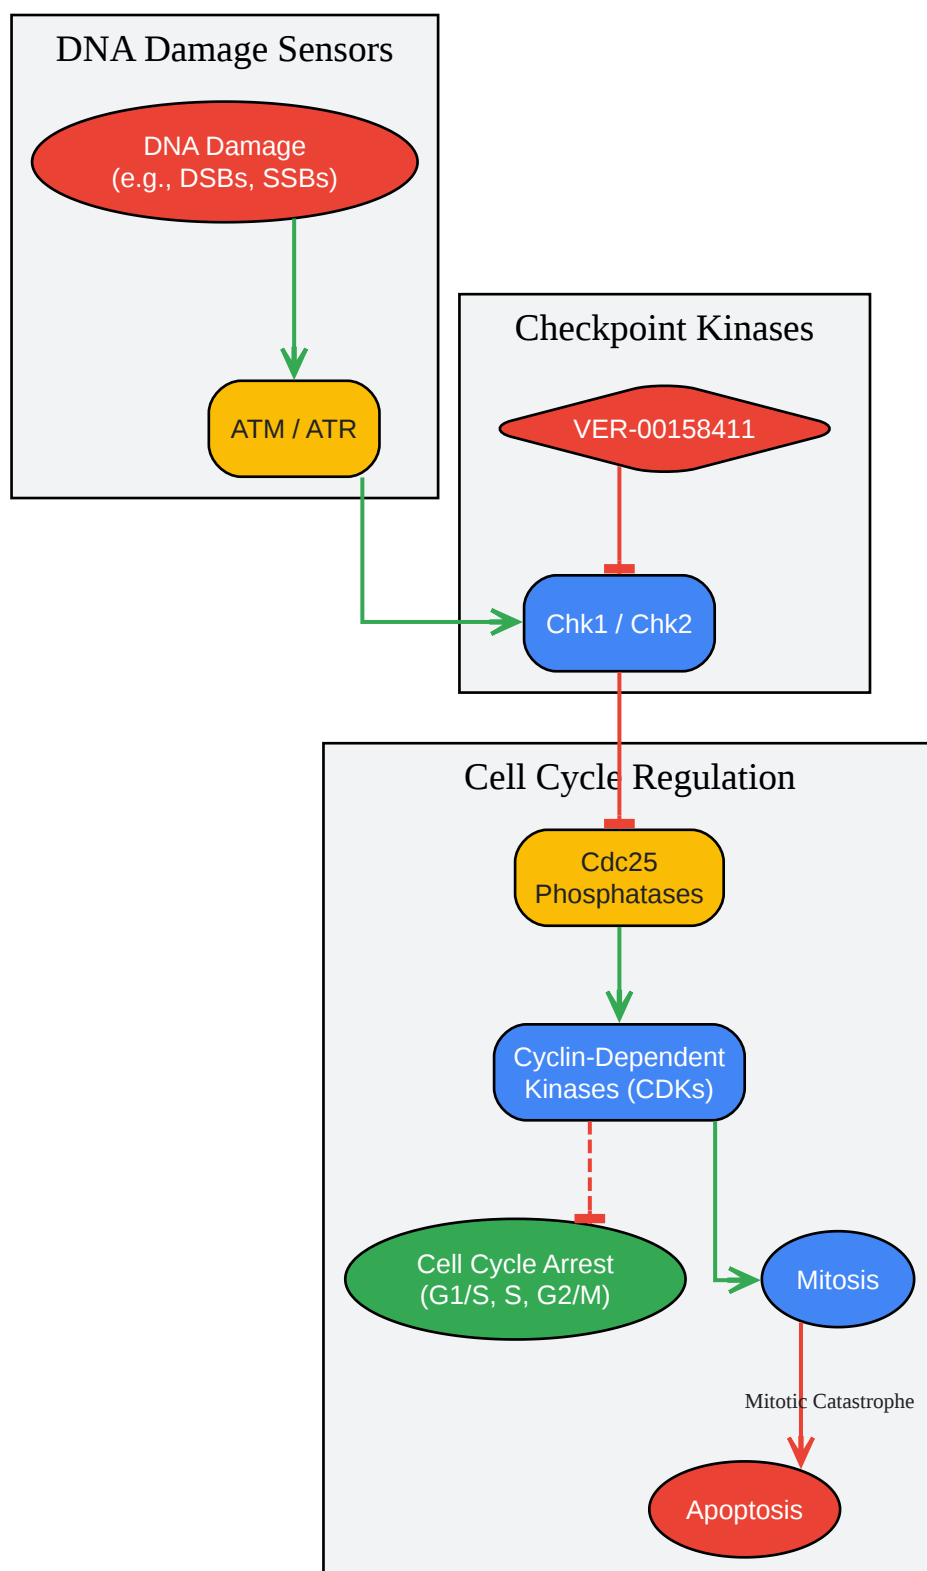 DNA Damage Sensors
DNA Damage
(e.g., DSBs, SSBs)
ATM / ATR
Checkpoint Kinases
VER-00158411
Chk1 / Chk2
Cell Cycle Regulation
Cdc25
Phosphatases
Cyclin-Dependent
Kinases (CDKs)
Cell Cycle Arrest
(G1/S, S, G2/M)
Mitosis
Mitotic Catastrophe
Apoptosis